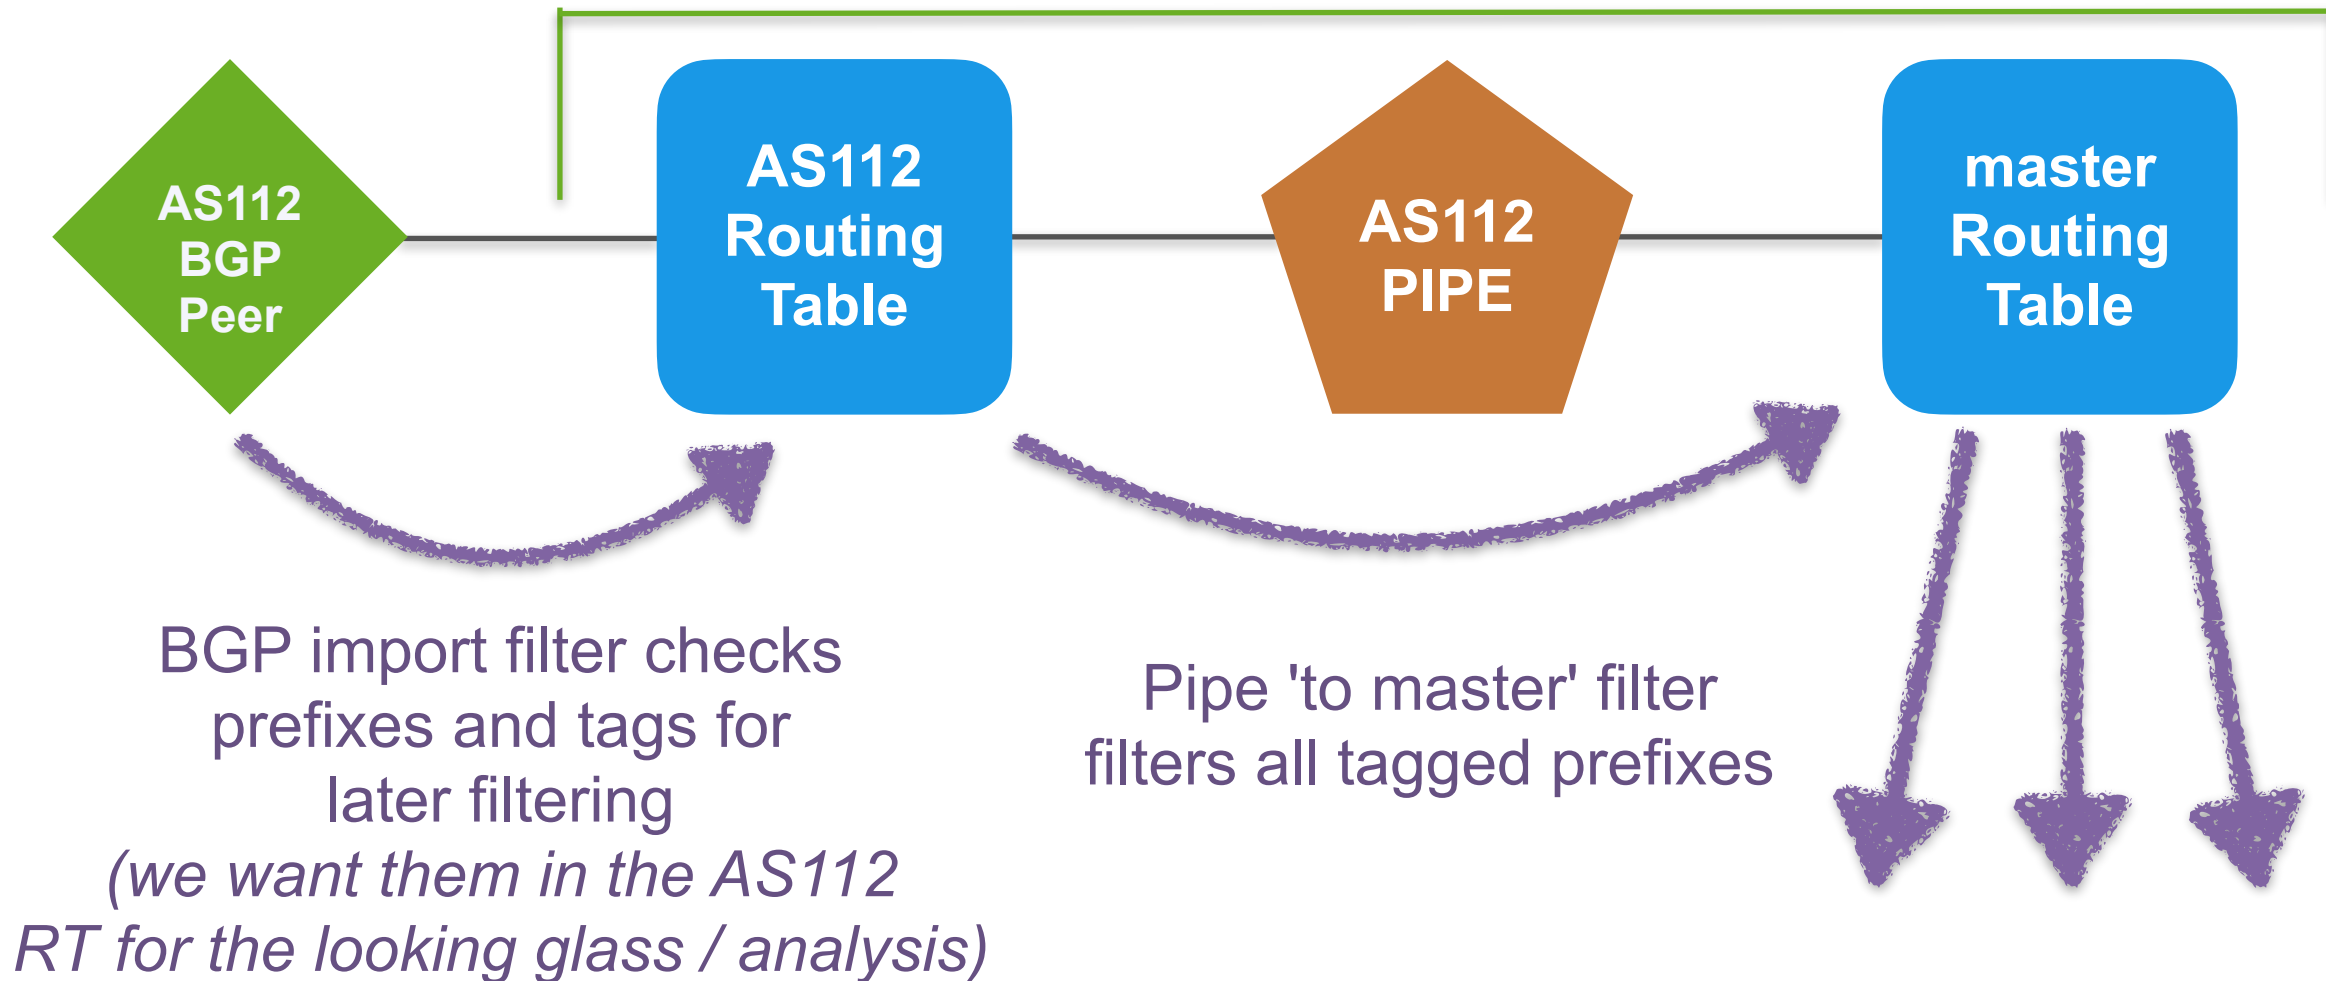 AS112
BGP
Peer
AS112
Routing
Table
AS112
PIPE
master
Routing
Table
BGP import filter checks
prefixes and tags for
later filtering
(we want them in the AS112
RT for the looking glass / analysis)
Pipe 'to master' filter
filters all tagged prefixes